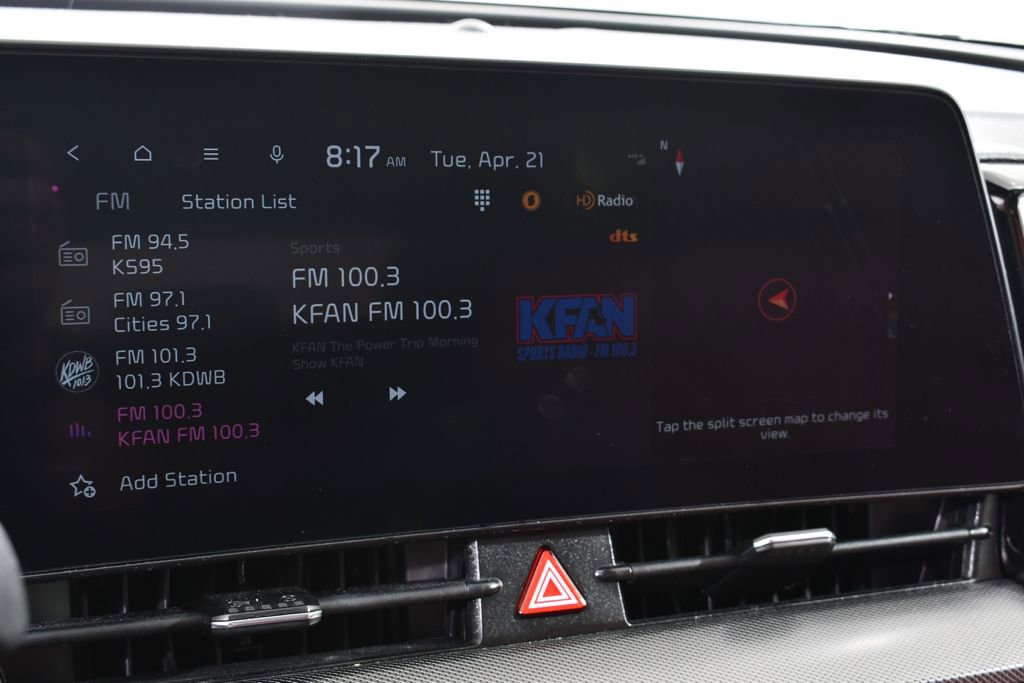 8:17 AM Tue, Apr. 21
N
FM Station List
HD Radio
dts
FM 94.5
KS95
FM 97.1
Cities 97.1
KDWB
101.3
FM 101.3
101.3 KDWB
FM 100.3
KFAN FM 100.3
Add Station
Sports
FM 100.3
KFAN FM 100.3
KFAN The Power Trip Morning
Show KFAN
KFAN
SPORTS RADIO · FM 100.3
Tap the split screen map to change its
view.